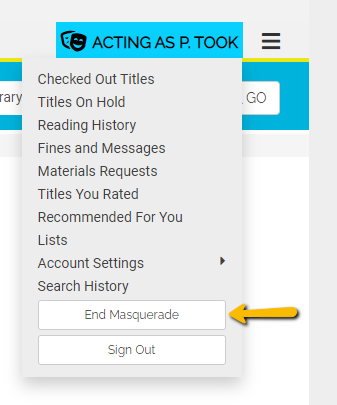 ACTING AS P. TOOK
rary
GO
Checked Out Titles
Titles On Hold
Reading History
Fines and Messages
Materials Requests
Titles You Rated
Recommended For You
Lists
Account Settings
Search History
End Masquerade
Sign Out